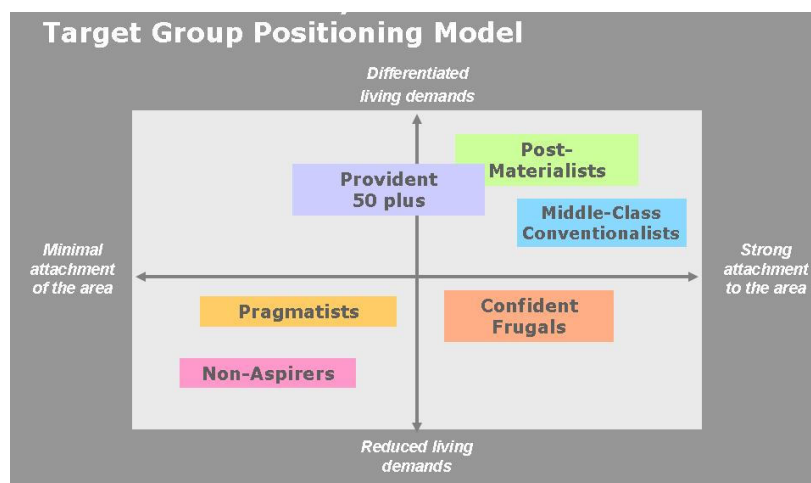 Target Group Positioning Model
Differentiated
living demands
Post-
Materialists
Provident
50 plus
Middle-Class
Conventionalists
Minimal
attachment
of the area
Strong
attachment
to the area
Pragmatists
Confident
Frugals
Non-Aspirers
Reduced living
demands